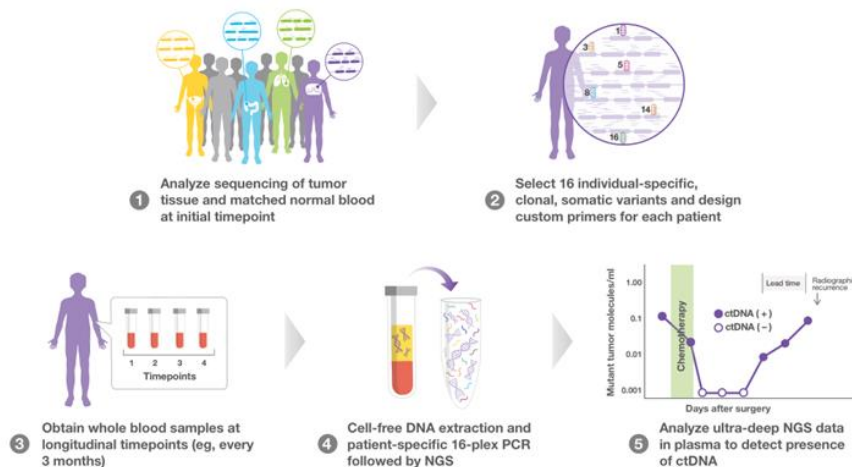 1
3
5
8
14
16
1
Analyze sequencing of tumor
tissue and matched normal blood
at initial timepoint
2
Select 16 individual-specific,
clonal, somatic variants and design
custom primers for each patient
1 2 3 4
Timepoints
3
Obtain whole blood samples at
longitudinal timepoints (eg, every
3 months)
4
Cell-free DNA extraction and
patient-specific 16-plex PCR
followed by NGS
Mutant tumor molecules/ml
1.00
0.1
0.01
0.001
Chemotherapy
Lead time
ctDNA (+)
ctDNA (−)
Days after surgery
5
Analyze ultra-deep NGS data
in plasma to detect presence
of ctDNA
recurrence